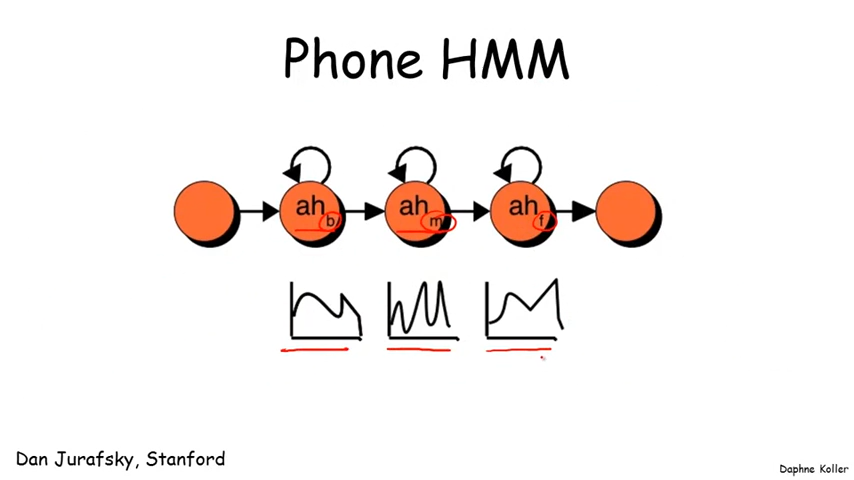 Phone HMM
ah b
ah m
ah f
Dan Jurafsky, Stanford
Daphne Koller